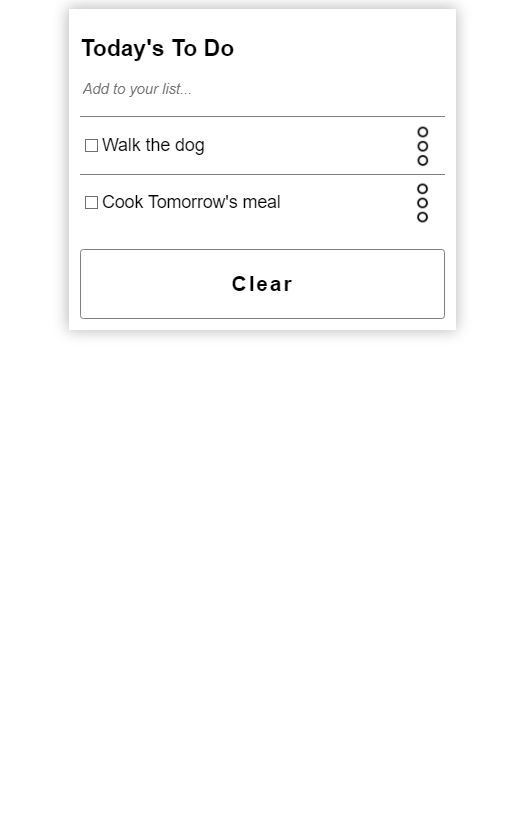 Today's To Do
Add to your list...
Walk the dog
Cook Tomorrow's meal
Clear